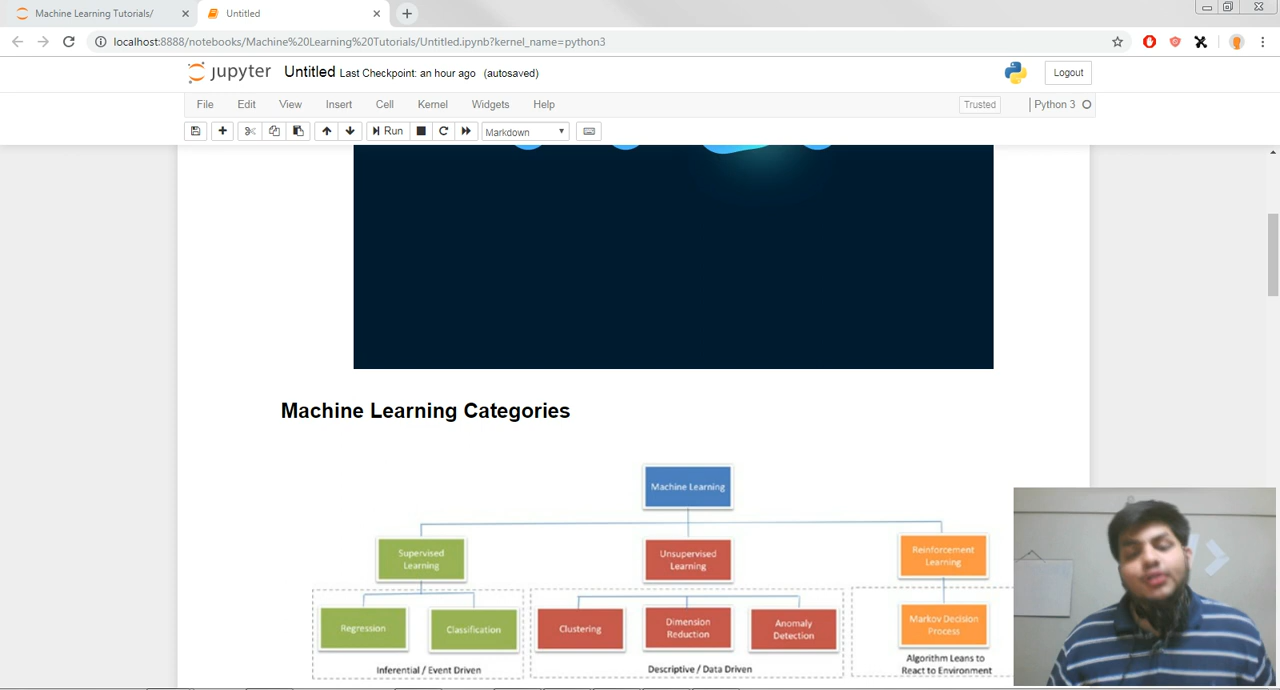 Machine Learning Tutorials/
Untitled
localhost:8888/notebooks/Machine%20Learning%20Tutorials/Untitled.ipynb?kernel_name=python3
jupyter Untitled Last Checkpoint: an hour ago (autosaved)
Logout
File Edit View Insert Cell Kernel Widgets Help
Trusted
Python 3
Run
Markdown
Machine Learning Categories
Machine Learning
Supervised
Learning
Unsupervised
Learning
Reinforcement
Learning
Regression
Classification
Clustering
Dimension
Reduction
Anomaly
Detection
Markov Decision
Process
Inferential / Event Driven
Descriptive / Data Driven
Algorithm Leans to
React to Environment